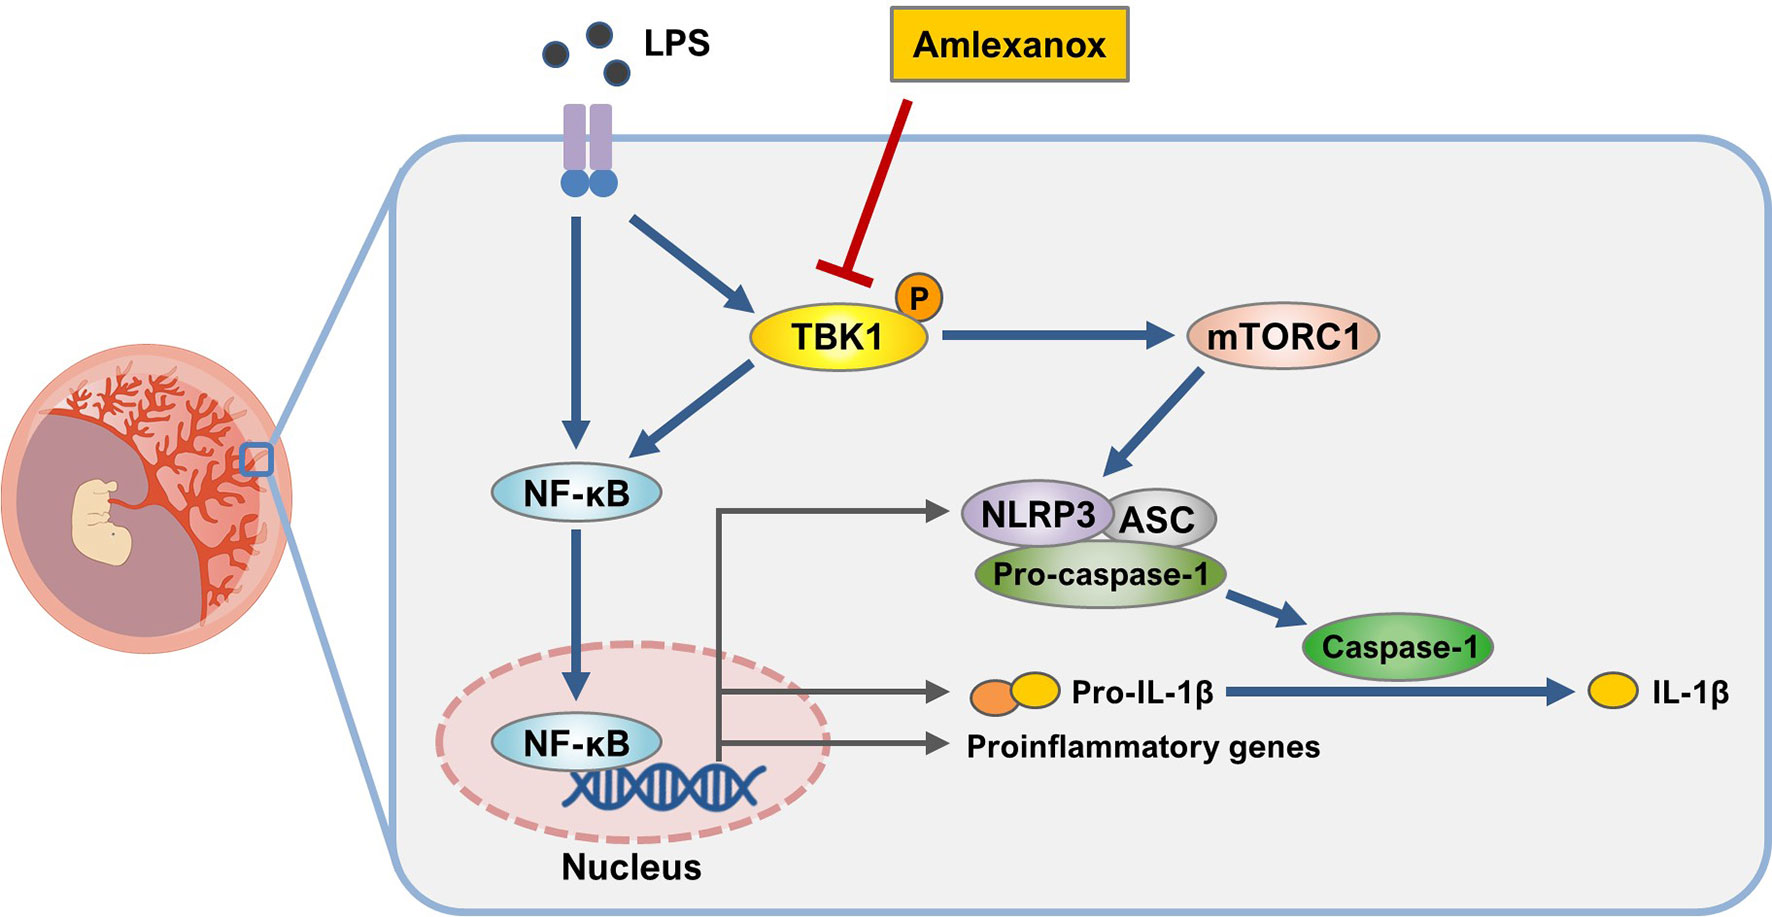 LPS
Amlexanox
P
TBK1
mTORC1
NF-κB
NLRP3
ASC
Pro-caspase-1
Caspase-1
Pro-IL-1β
IL-1β
NF-κB
Proinflammatory genes
Nucleus